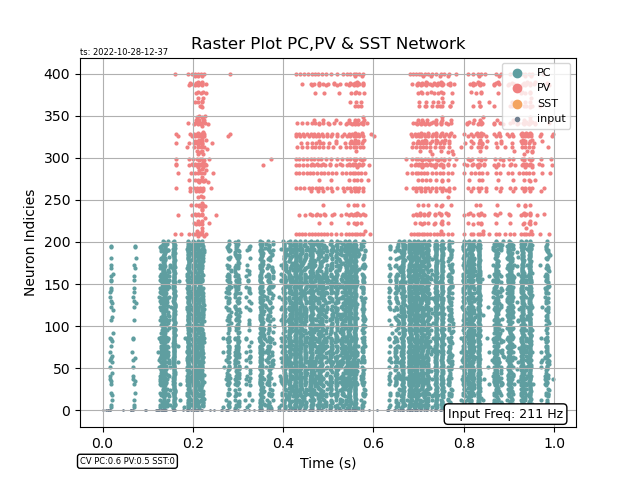 ts: 2022-10-28-12-37
Raster Plot PC,PV & SST Network
400
350
300
250
200
150
100
50
0
Neuron Indicies
PC
PV
SST
input
Input Freq: 211 Hz
0.0 0.2 0.4 0.6 0.8 1.0
Time (s)
CV PC:0.6 PV:0.5 SST:0